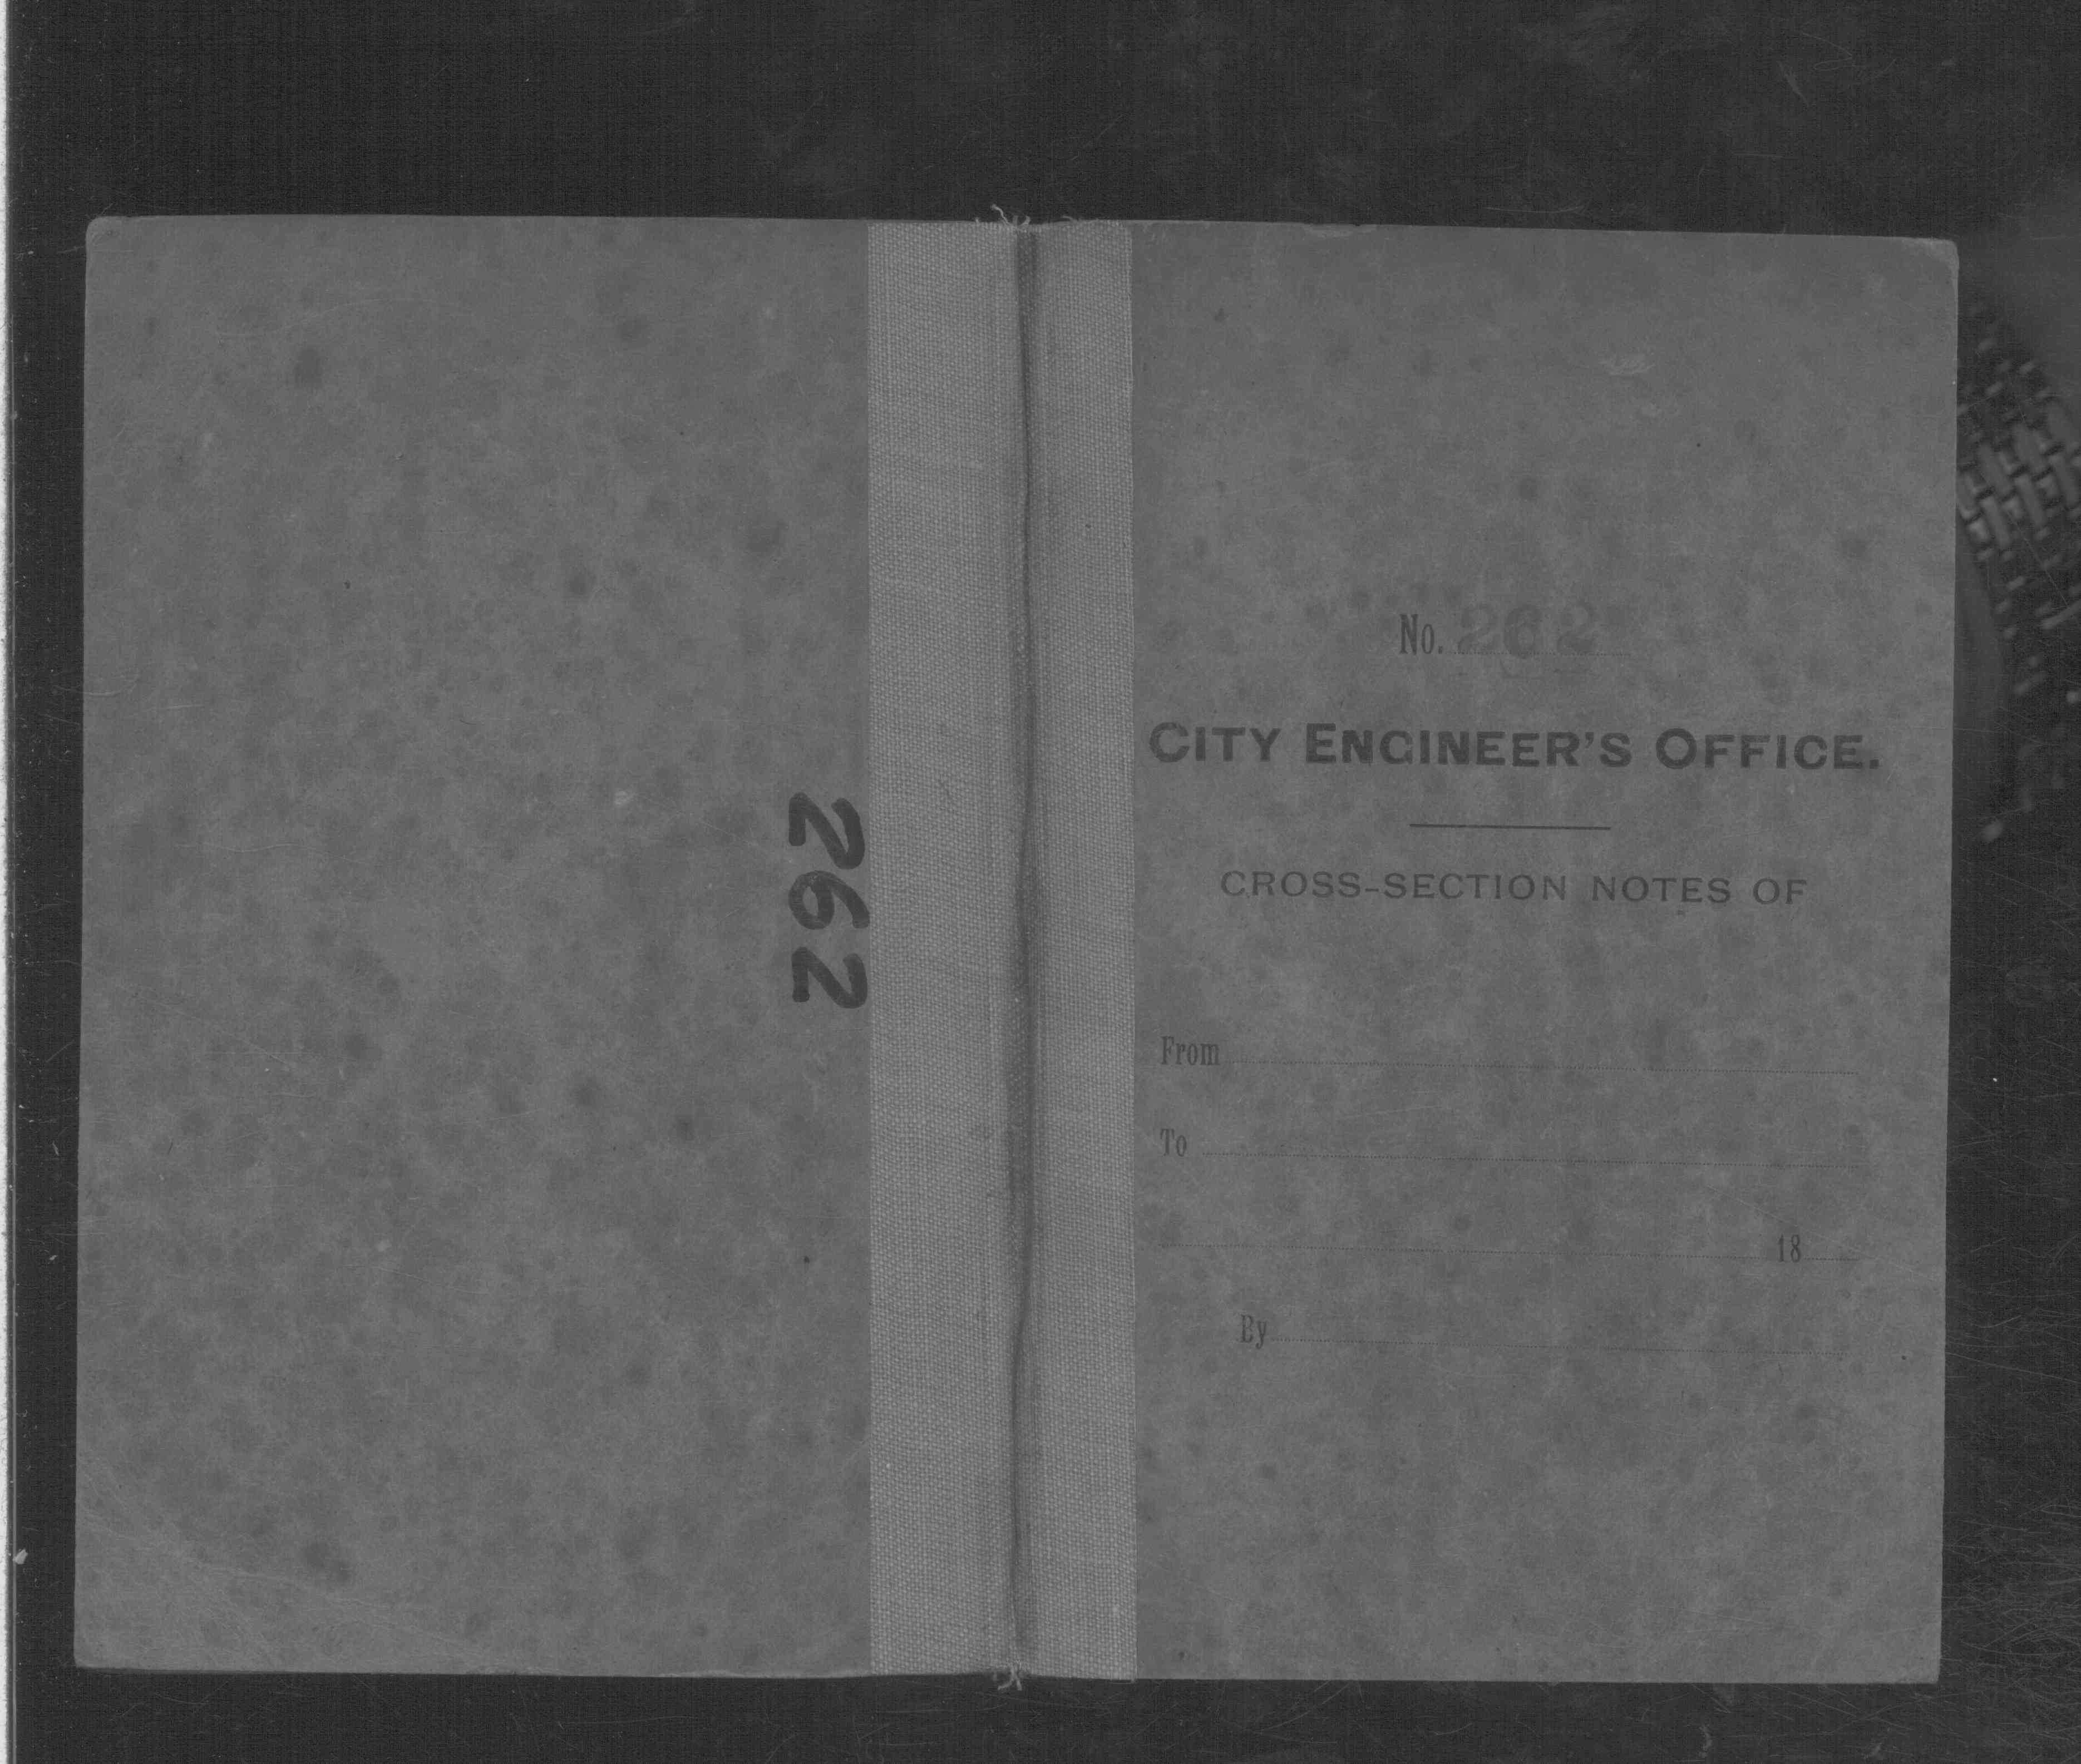 262
No. 262
CITY ENGINEER'S OFFICE.
CROSS-SECTION NOTES OF
From
To
18
By